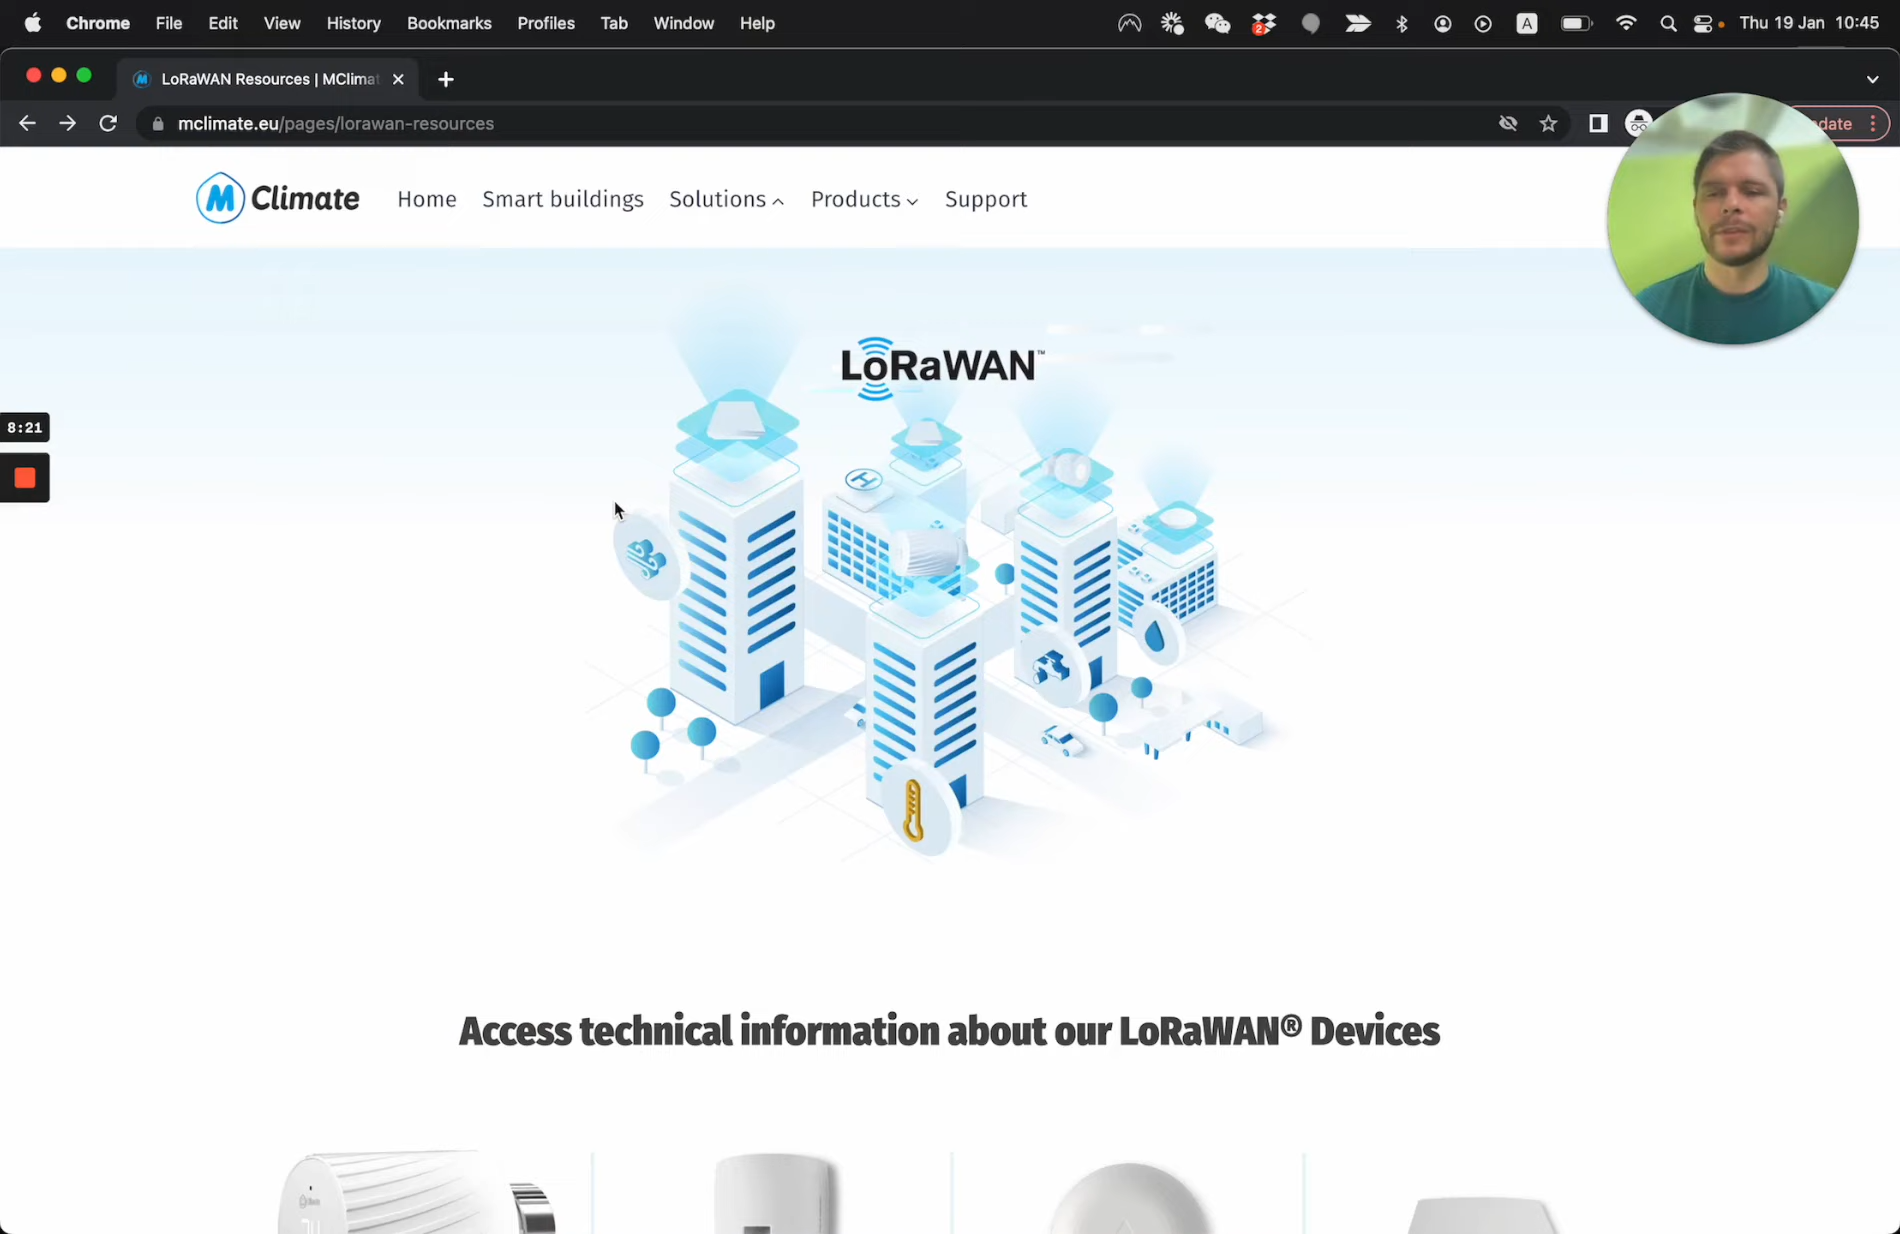 Chrome File Edit View History Bookmarks Profiles Tab Window Help 2 A Thu 19 Jan 10:45
M LoRaWAN Resources | MClimat
mclimate.eu/pages/lorawan-resources
date
M Climate Home Smart buildings Solutions Products Support
LoRaWAN™
8:21
H
Access technical information about our LoRaWAN® Devices